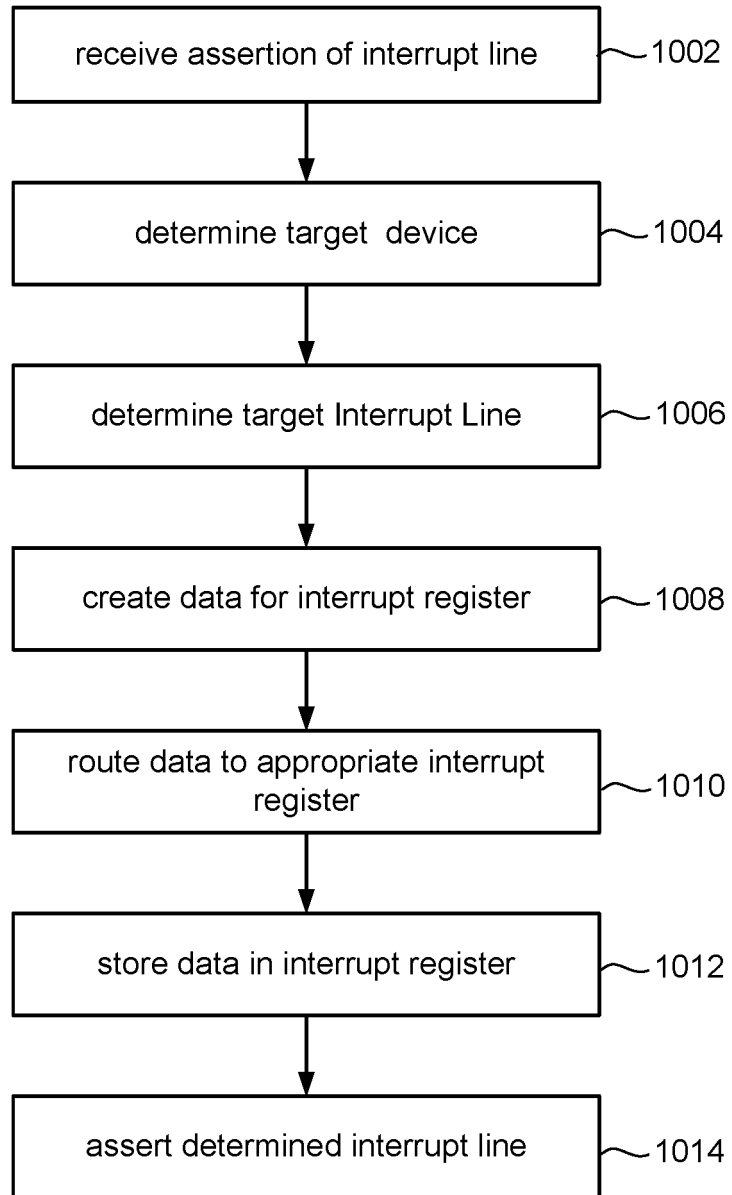 receive assertion of interrupt line 1002
determine target device 1004
determine target Interrupt Line 1006
create data for interrupt register 1008
route data to appropriate interrupt
register 1010
store data in interrupt register 1012
assert determined interrupt line 1014